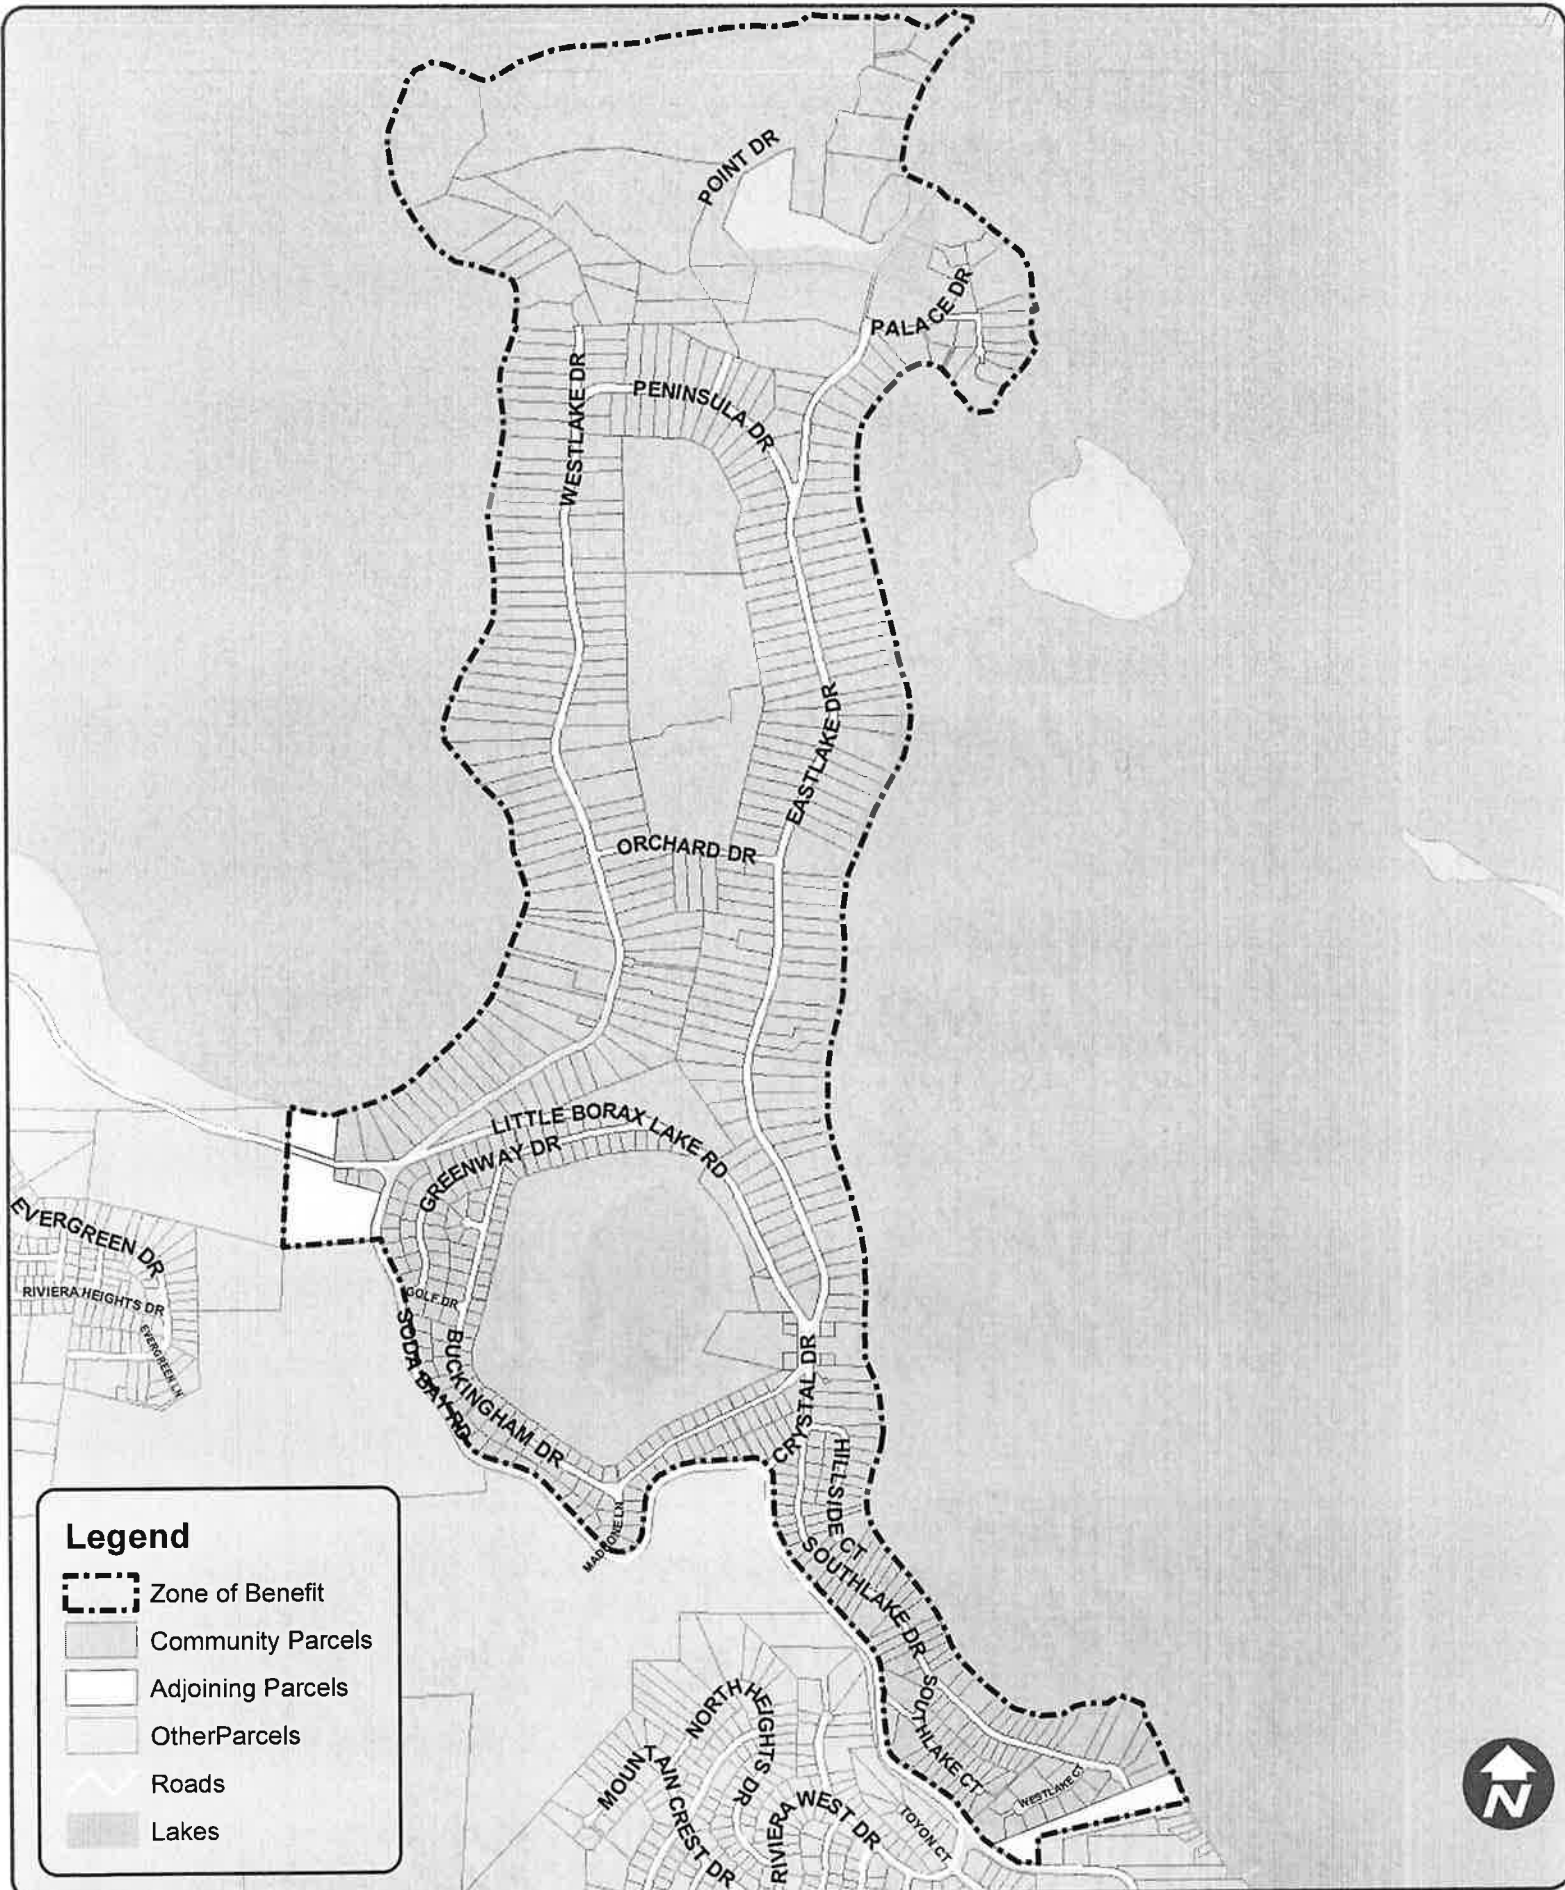 POINT DR
PALACE DR
WESTLAKE DR
PENINSULA DR
EASTLAKE DR
ORCHARD DR
LITTLE BORAX LAKE RD
GREENWAY DR
EVERGREEN DR
RIVIERA HEIGHTS DR
EVERGREEN LN
GOLF DR
SODA BAY RD
BUCKINGHAM DR
CRYSTAL DR
HILLSIDE CT
MADRONE LN
SOUTHLAKE DR
SOUTHLAKE CT
WESTLAKE CT
NORTH HEIGHTS DR
MOUNTAIN CREST DR
RIVIERA WEST DR
TOYON CT
Legend
Zone of Benefit
Community Parcels
Adjoining Parcels
OtherParcels
Roads
Lakes
N